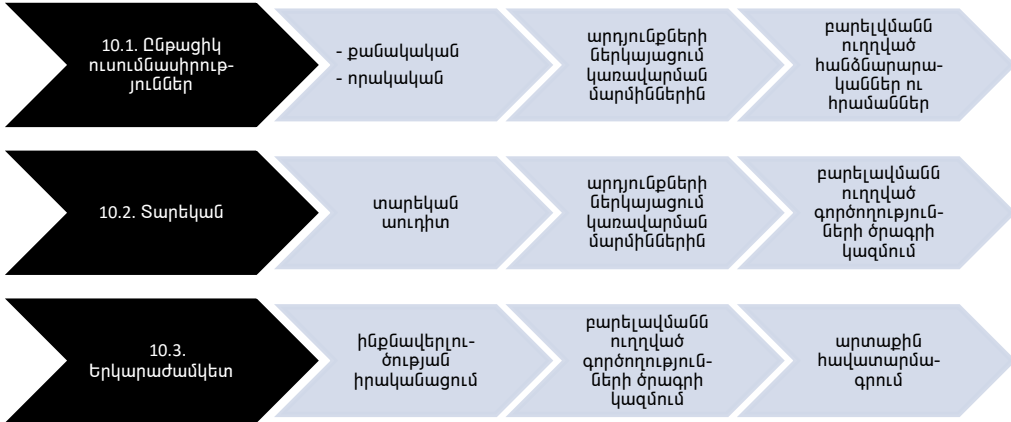 10.1. Ընթացիկ
ուսումնասիրութ-
յուններ
- քանակական
- որակական
արդյունքների
ներկայացում
կառավարման
մարմիններին
բարելվմանն
ուղղված
հանձնարարա-
կաններ ու
հրամաններ
10.2. Տարեկան
տարեկան
աուդիտ
արդյունքների
ներկայացում
կառավարման
մարմիններին
բարելավմանն
ուղղված
գործողություն-
ների ծրագրի
կազմում
10.3.
Երկարաժամկետ
ինքնավերլու-
ծության
իրականացում
բարելավմանն
ուղղված
գործողություն-
ների ծրագրի
կազմում
արտաքին
հավատարմա-
գրում